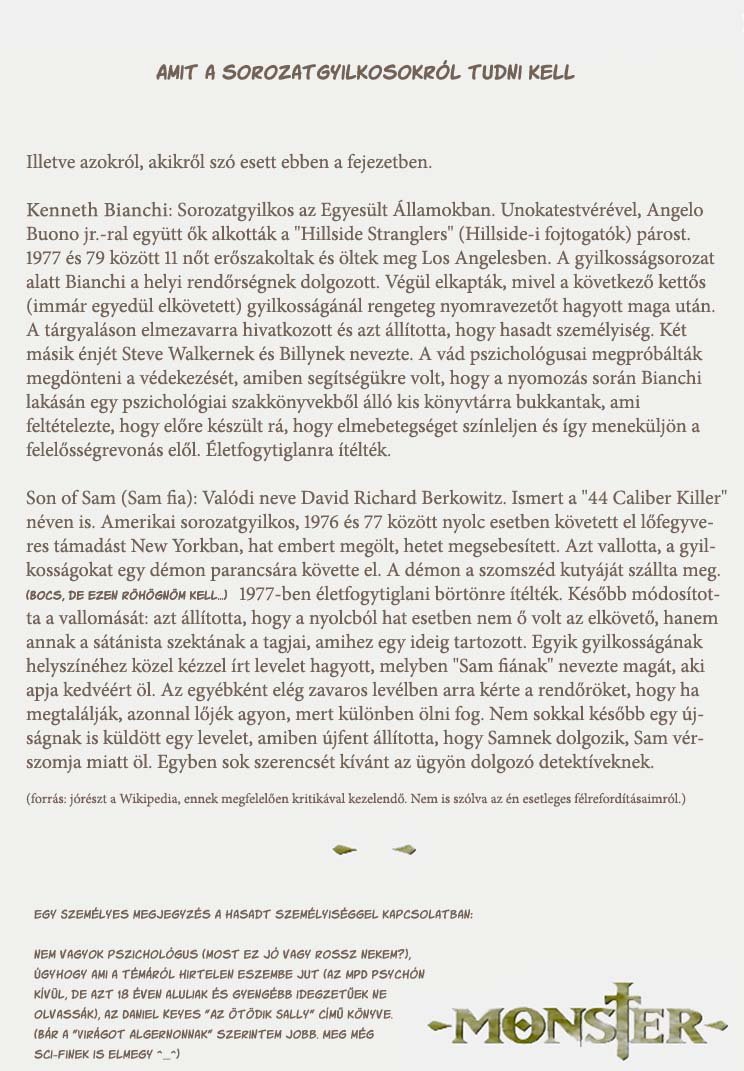 AMIT A SOROZATGYILKOSOKRÓL TUDNI KELL
Illetve azokról, akikről szó esett ebben a fejezetben.
Kenneth Bianchi: Sorozatgyilkos az Egyesült Államokban. Unokatestvérével, Angelo
Buono jr.-ral együtt ők alkották a "Hillside Stranglers" (Hillside-i fojtogatók) párost.
1977 és 79 között 11 nőt erőszakoltak és öltek meg Los Angelesben. A gyilkosságsorozat
alatt Bianchi a helyi rendőrségnek dolgozott. Végül elkapták, mivel a következő kettős
(immár egyedül elkövetett) gyilkosságánál rengeteg nyomravezetőt hagyott maga után.
A tárgyaláson elmezavarra hivatkozott és azt állította, hogy hasadt személyiség. Két
másik énjét Steve Walkernek és Billynek nevezte. A vád pszichológusai megpróbálták
megdönteni a védekezését, amiben segítségükre volt, hogy a nyomozás során Bianchi
lakásán egy pszichológiai szakkönyvekből álló kis könyvtárra bukkantak, ami
feltételezte, hogy előre készült rá, hogy elmebetegséget színleljen és így meneküljön a
felelősségrevonás elől. Életfogytiglanra ítélték.
Son of Sam (Sam fia): Valódi neve David Richard Berkowitz. Ismert a "44 Caliber Killer"
néven is. Amerikai sorozatgyilkos, 1976 és 77 között nyolc esetben követett el lőfegyve-
res támadást New Yorkban, hat embert megölt, hetet megsebesített. Azt vallotta, a gyil-
kosságokat egy démon parancsára követte el. A démon a szomszéd kutyáját szállta meg.
(BOCS, DE EZEN RÖHÖGNÖM KELL...) 1977-ben életfogytiglani börtönre ítélték. Később módosított-
ta a vallomását: azt állította, hogy a nyolcból hat esetben nem ő volt az elkövető, hanem
annak a sátánista szektának a tagjai, amihez egy ideig tartozott. Egyik gyilkosságának
helyszínéhez közel kézzel írt levelet hagyott, melyben "Sam fiának" nevezte magát, aki
apja kedvéért öl. Az egyébként elég zavaros levélben arra kérte a rendőröket, hogy ha
megtalálják, azonnal lőjék agyon, mert különben ölni fog. Nem sokkal később egy új-
ságnak is küldött egy levelet, amiben újfent állította, hogy Samnek dolgozik, Sam vér-
szomja miatt öl. Egyben sok szerencsét kívánt az ügyön dolgozó detektíveknek.
(forrás: jórészt a Wikipedia, ennek megfelelően kritikával kezelendő. Nem is szólva az én esetleges félrefordításaimról.)
EGY SZEMÉLYES MEGJEGYZÉS A HASADT SZEMÉLYISÉGGEL KAPCSOLATBAN:
NEM VAGYOK PSZICHOLÓGUS (MOST EZ JÓ VAGY ROSSZ NEKEM?),
ÚGYHOGY AMI A TÉMÁRÓL HIRTELEN ESZEMBE JUT (AZ MPD PSYCHÓN
KÍVÜL, DE AZT 18 ÉVEN ALULIAK ÉS GYENGÉBB IDEGZETŰEK NE
OLVASSÁK), AZ DANIEL KEYES "AZ ÖTÖDIK SALLY" CÍMŰ KÖNYVE.
(BÁR A "VIRÁGOT ALGERNONNAK" SZERINTEM JOBB. MEG MÉG
SCI-FINEK IS ELMEGY ^_^)
MONSTER